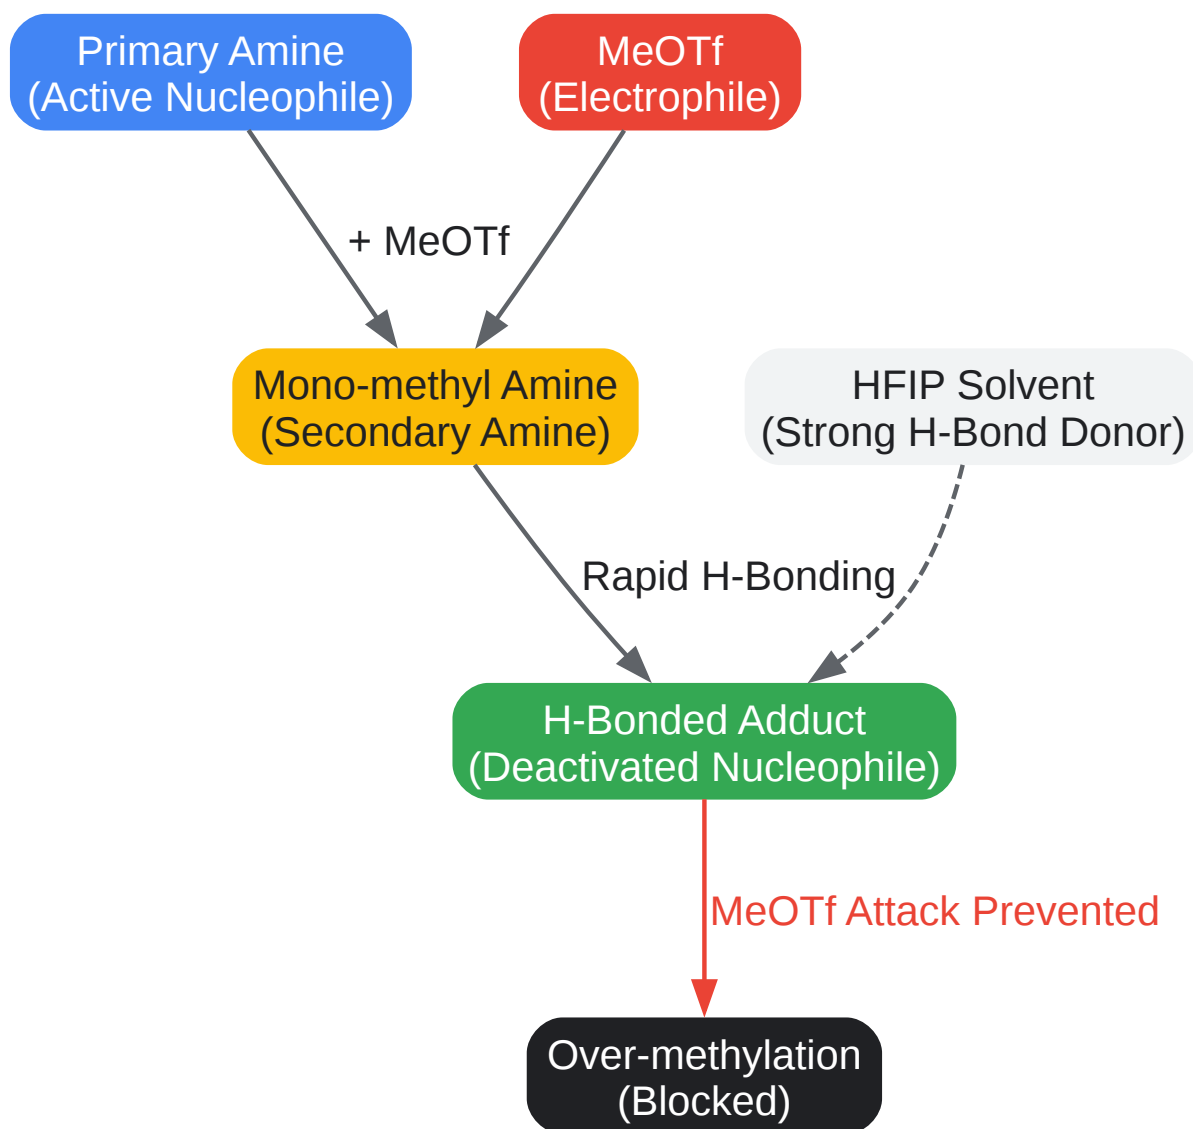 Primary Amine
(Active Nucleophile)
MeOTf
(Electrophile)
+ MeOTf
Mono-methyl Amine
(Secondary Amine)
HFIP Solvent
(Strong H-Bond Donor)
Rapid H-Bonding
H-Bonded Adduct
(Deactivated Nucleophile)
MeOTf Attack Prevented
Over-methylation
(Blocked)